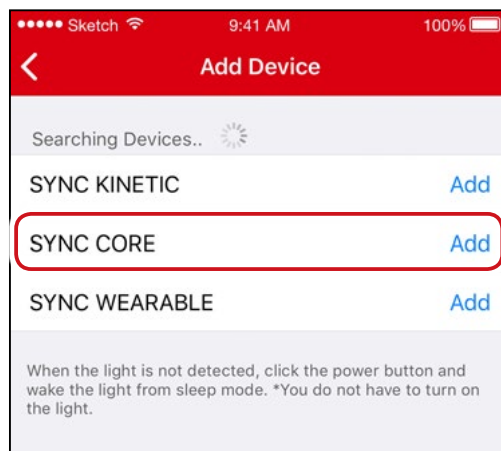 Sketch 9:41 AM 100%
Add Device
Searching Devices..
SYNC KINETIC Add
SYNC CORE Add
SYNC WEARABLE Add
When the light is not detected, click the power button and
wake the light from sleep mode. *You do not have to turn on
the light.